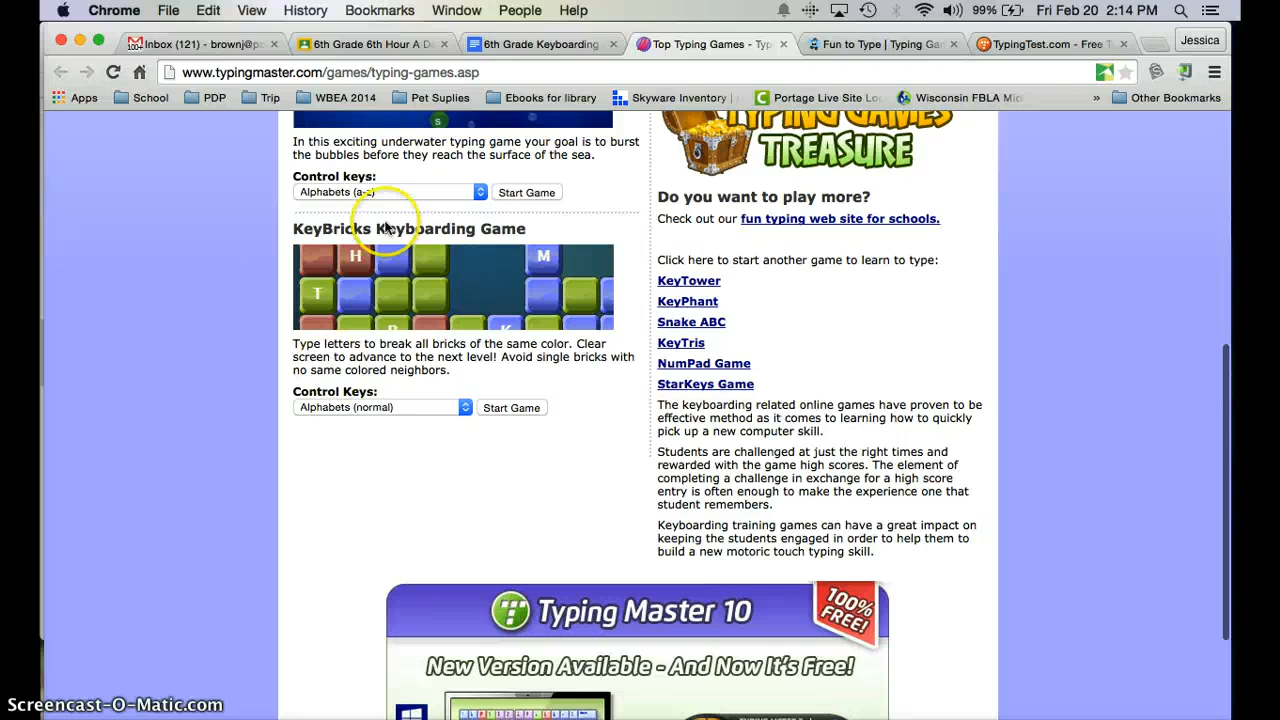 Chrome File Edit View History Bookmarks Window People Help 99% Fri Feb 20 2:14 PM
Inbox (121) - brownj@p
6th Grade 6th Hour A D
6th Grade Keyboarding
Top Typing Games - Typ
Fun to Type | Typing Gam
TypingTest.com - Free T
Jessica
www.typingmaster.com/games/typing-games.asp
Apps School PDP Trip WBEA 2014 Pet Suplies Ebooks for library Skyware Inventory | Portage Live Site Lo Wisconsin FBLA Mid » Other Bookmarks
S
In this exciting underwater typing game your goal is to burst
the bubbles before they reach the surface of the sea.
Control keys:
Alphabets (a-z) Start Game
KeyBricks Keyboarding Game
H M
T
R K
Type letters to break all bricks of the same color. Clear
screen to advance to the next level! Avoid single bricks with
no same colored neighbors.
Control Keys:
Alphabets (normal) Start Game
TYPING GAMES
TREASURE
Do you want to play more?
Check out our fun typing web site for schools.
Click here to start another game to learn to type:
KeyTower
KeyPhant
Snake ABC
KeyTris
NumPad Game
StarKeys Game
The keyboarding related online games have proven to be
effective method as it comes to learning how to quickly
pick up a new computer skill.
Students are challenged at just the right times and
rewarded with the game high scores. The element of
completing a challenge in exchange for a high score
entry is often enough to make the experience one that
student remembers.
Keyboarding training games can have a great impact on
keeping the students engaged in order to help them to
build a new motoric touch typing skill.
Typing Master 10
100%
FREE!
New Version Available - And Now It's Free!
Screencast-O-Matic.com